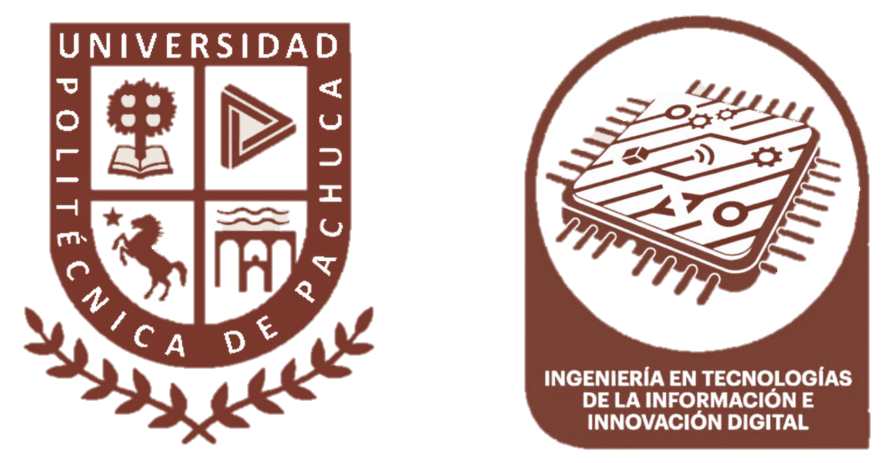 UNIVERSIDAD
POLITÉCNICA DE PACHUCA
INGENIERÍA EN TECNOLOGÍAS
DE LA INFORMACIÓN E
INNOVACIÓN DIGITAL